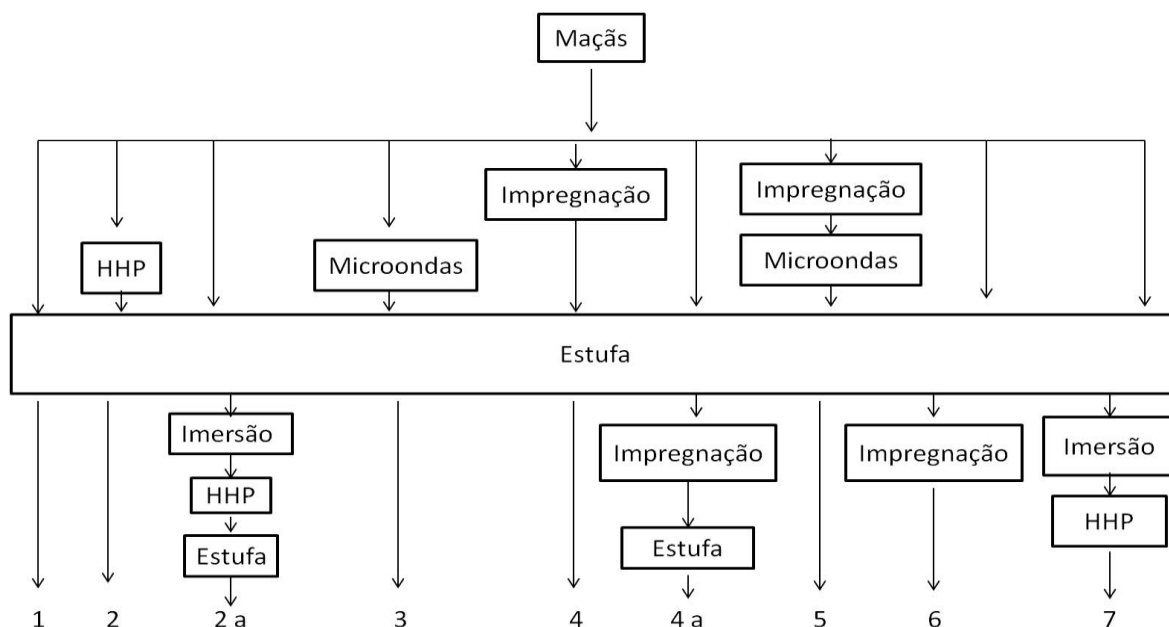 Maçãs
Impregnação
Impregnação
HHP
Microondas
Microondas
Estufa
Imersão
Impregnação
Impregnação
Imersão
HHP
HHP
Estufa
Estufa
1
2
2 a
3
4
4 a
5
6
7